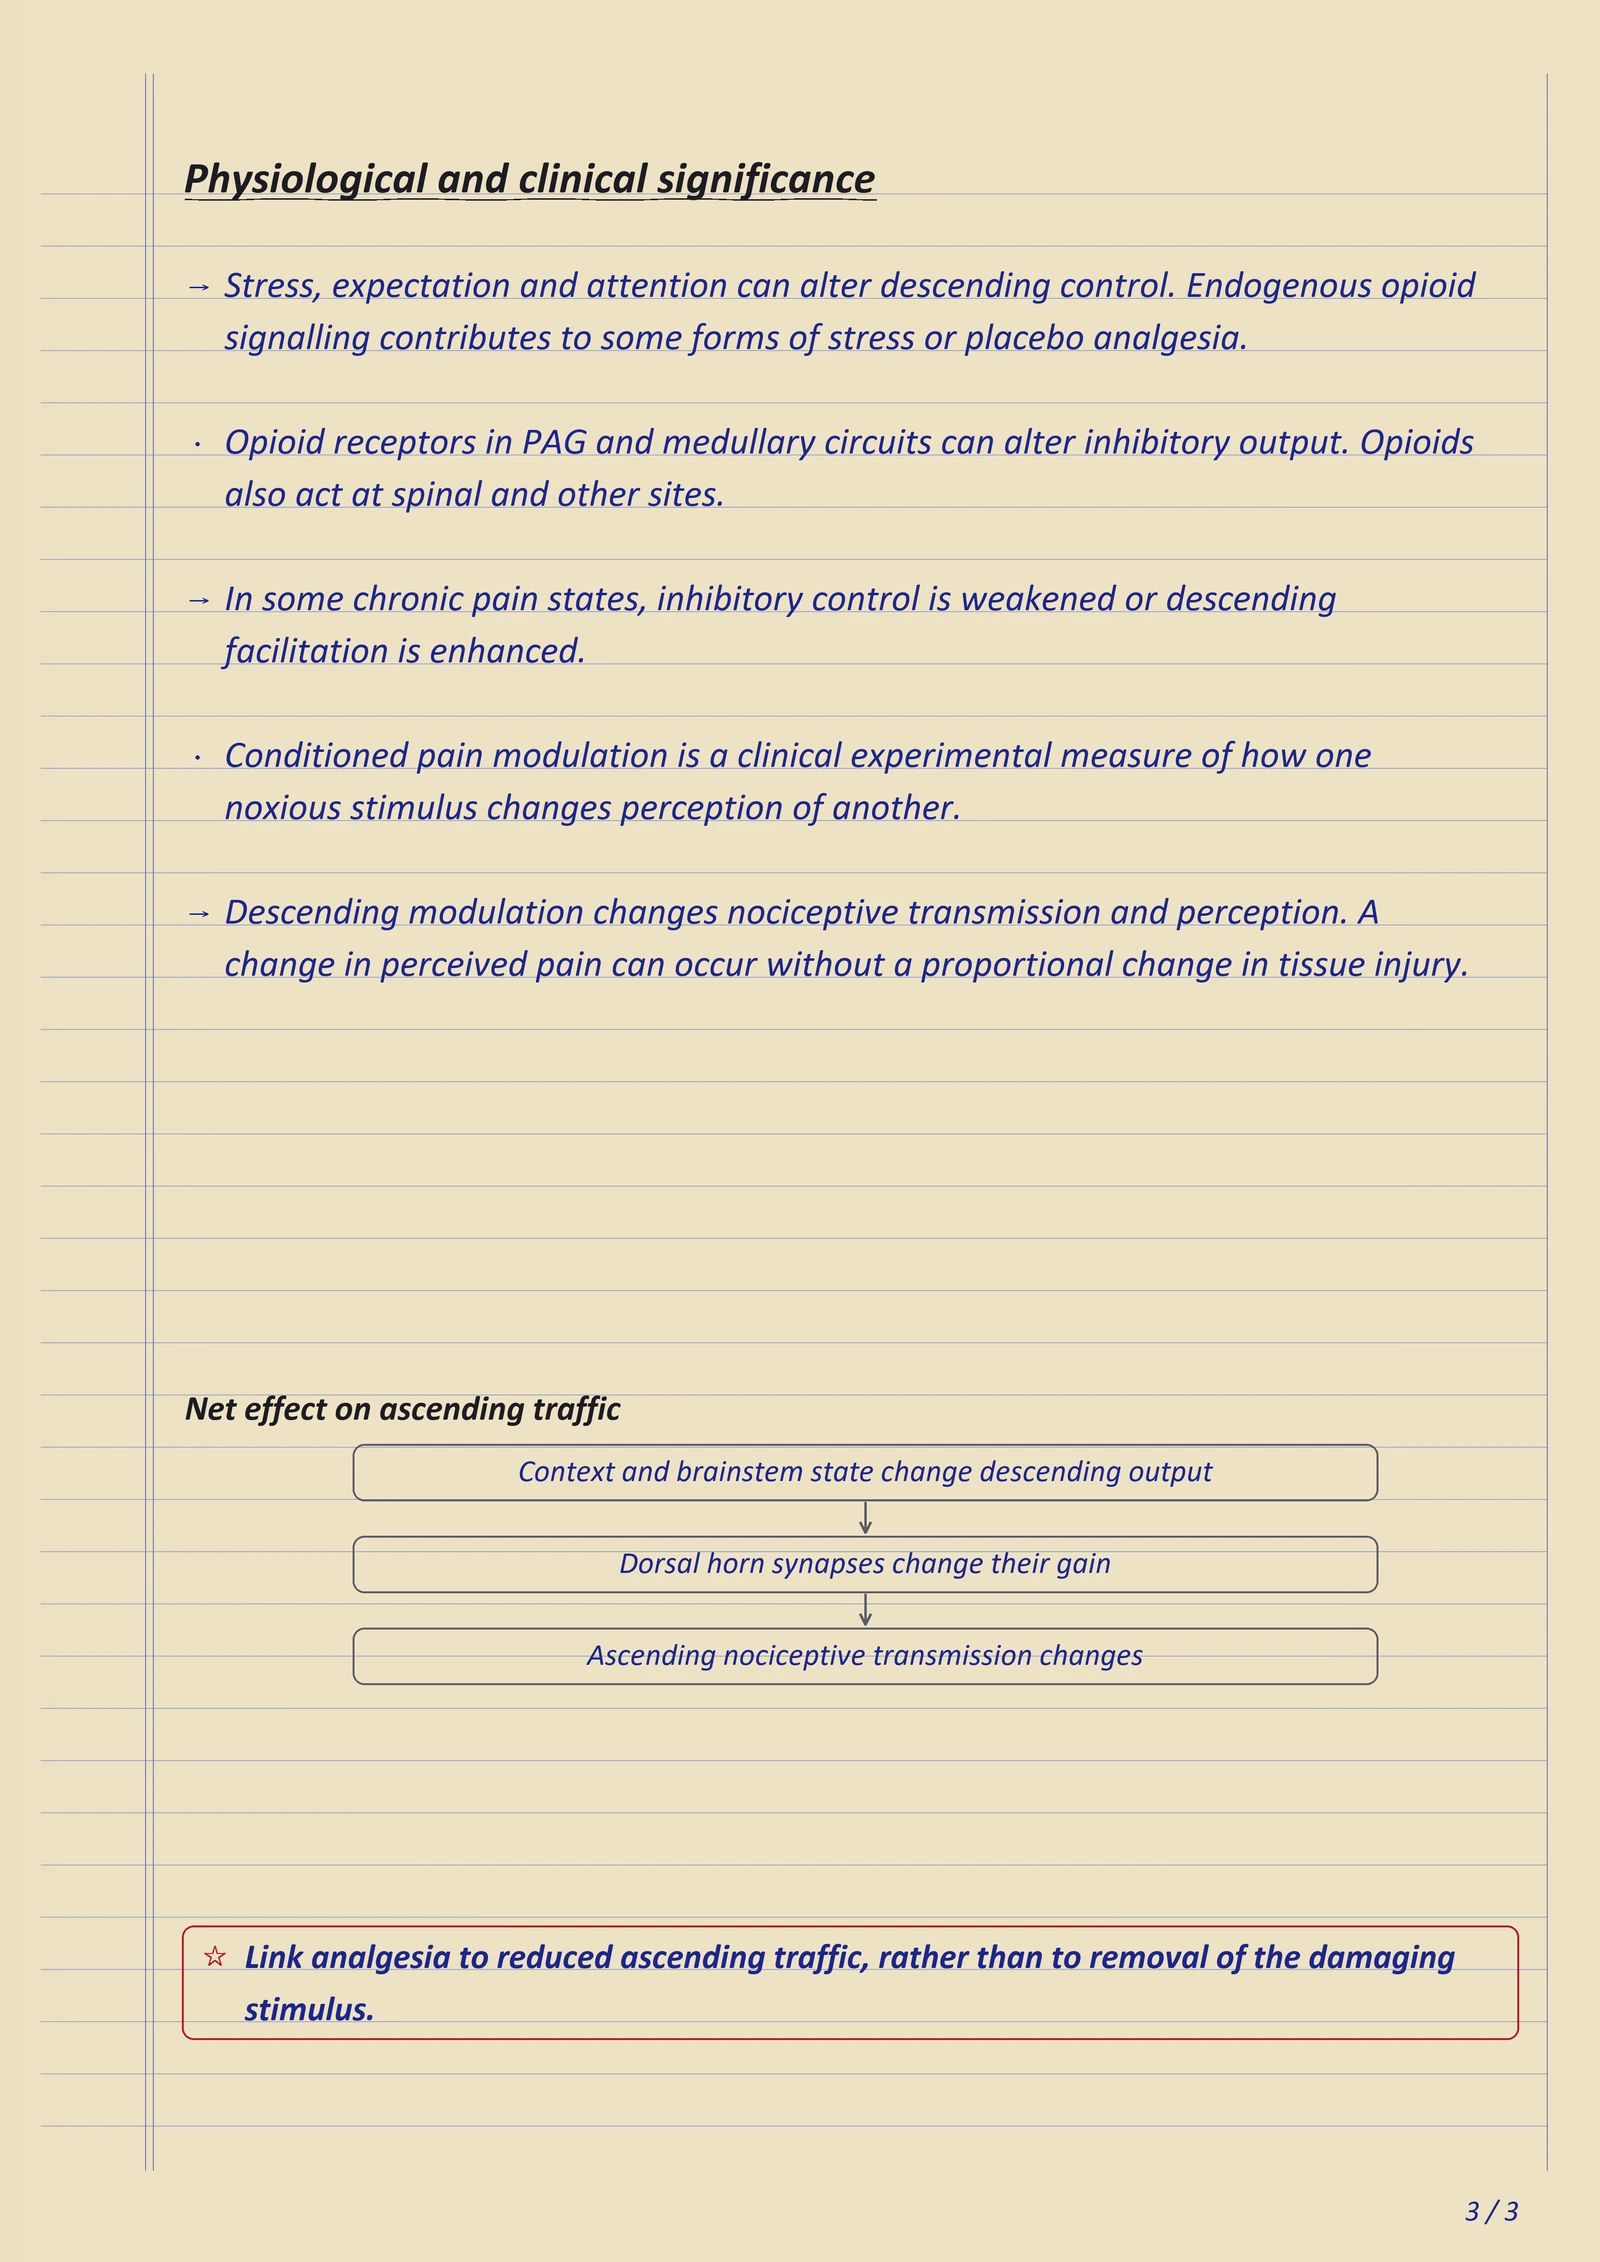 Physiological and clinical significance
→ Stress, expectation and attention can alter descending control. Endogenous opioid
signalling contributes to some forms of stress or placebo analgesia.
· Opioid receptors in PAG and medullary circuits can alter inhibitory output. Opioids
also act at spinal and other sites.
→ In some chronic pain states, inhibitory control is weakened or descending
facilitation is enhanced.
· Conditioned pain modulation is a clinical experimental measure of how one
noxious stimulus changes perception of another.
→ Descending modulation changes nociceptive transmission and perception. A
change in perceived pain can occur without a proportional change in tissue injury.
Net effect on ascending traffic
Context and brainstem state change descending output
Dorsal horn synapses change their gain
Ascending nociceptive transmission changes
☆ Link analgesia to reduced ascending traffic, rather than to removal of the damaging
stimulus.
3 / 3